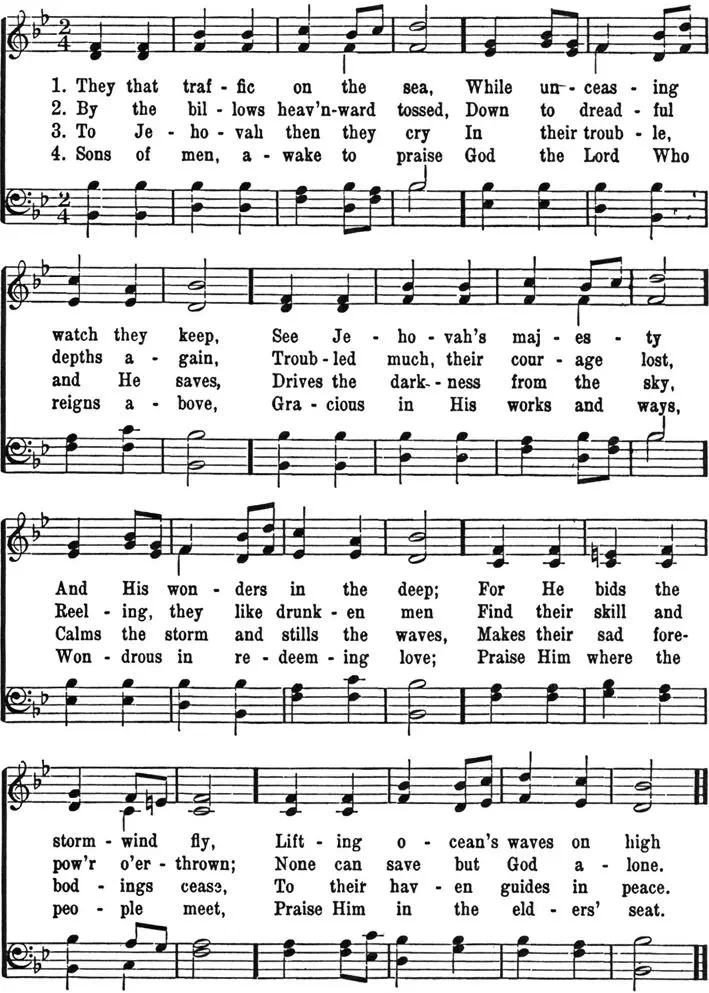 1. They that traf - fic on the sea, While un - ceas - ing
2. By the bil - lows heav'n-ward tossed, Down to dread - ful
3. To Je - ho - vah then they cry In their troub - le,
4. Sons of men, a - wake to praise God the Lord Who
watch they keep, See Je - ho - vah's maj - es - ty
depths a - gain, Troub - led much, their cour - age lost,
and He saves, Drives the dark - ness from the sky,
reigns a - bove, Gra - cious in His works and ways,
And His won - ders in the deep; For He bids the
Reel - ing, they like drunk - en men Find their skill and
Calms the storm and stills the waves, Makes their sad fore-
Won - drous in re - deem - ing love; Praise Him where the
storm - wind fly, Lift - ing o - cean's waves on high
pow'r o'er - thrown; None can save but God a - lone.
bod - ings cease, To their hav - en guides in peace.
peo - ple meet, Praise Him in the eld - ers' seat.